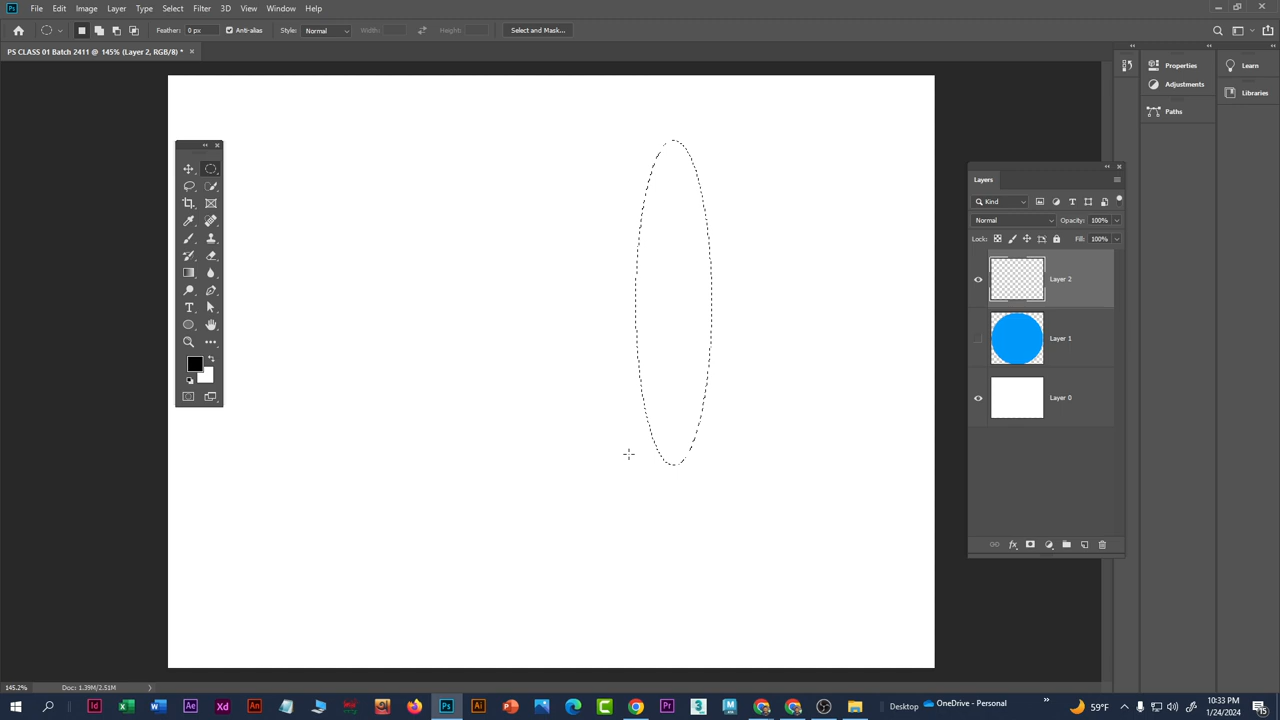 Ps File Edit Image Layer Type Select Filter 3D View Window Help
Feather: 0 px Anti-alias Style: Normal Width: Height: Select and Mask...
PS CLASS 01 Batch 2411 @ 145% (Layer 2, RGB/8) * ×
Properties
Adjustments
Paths
Learn
Libraries
Layers
Kind
Normal Opacity: 100%
Lock: Fill: 100%
Layer 2
Layer 1
Layer 0
145.2% Doc: 1.39M/2.51M
Desktop OneDrive - Personal 59°F 10:33 PM
1/24/2024